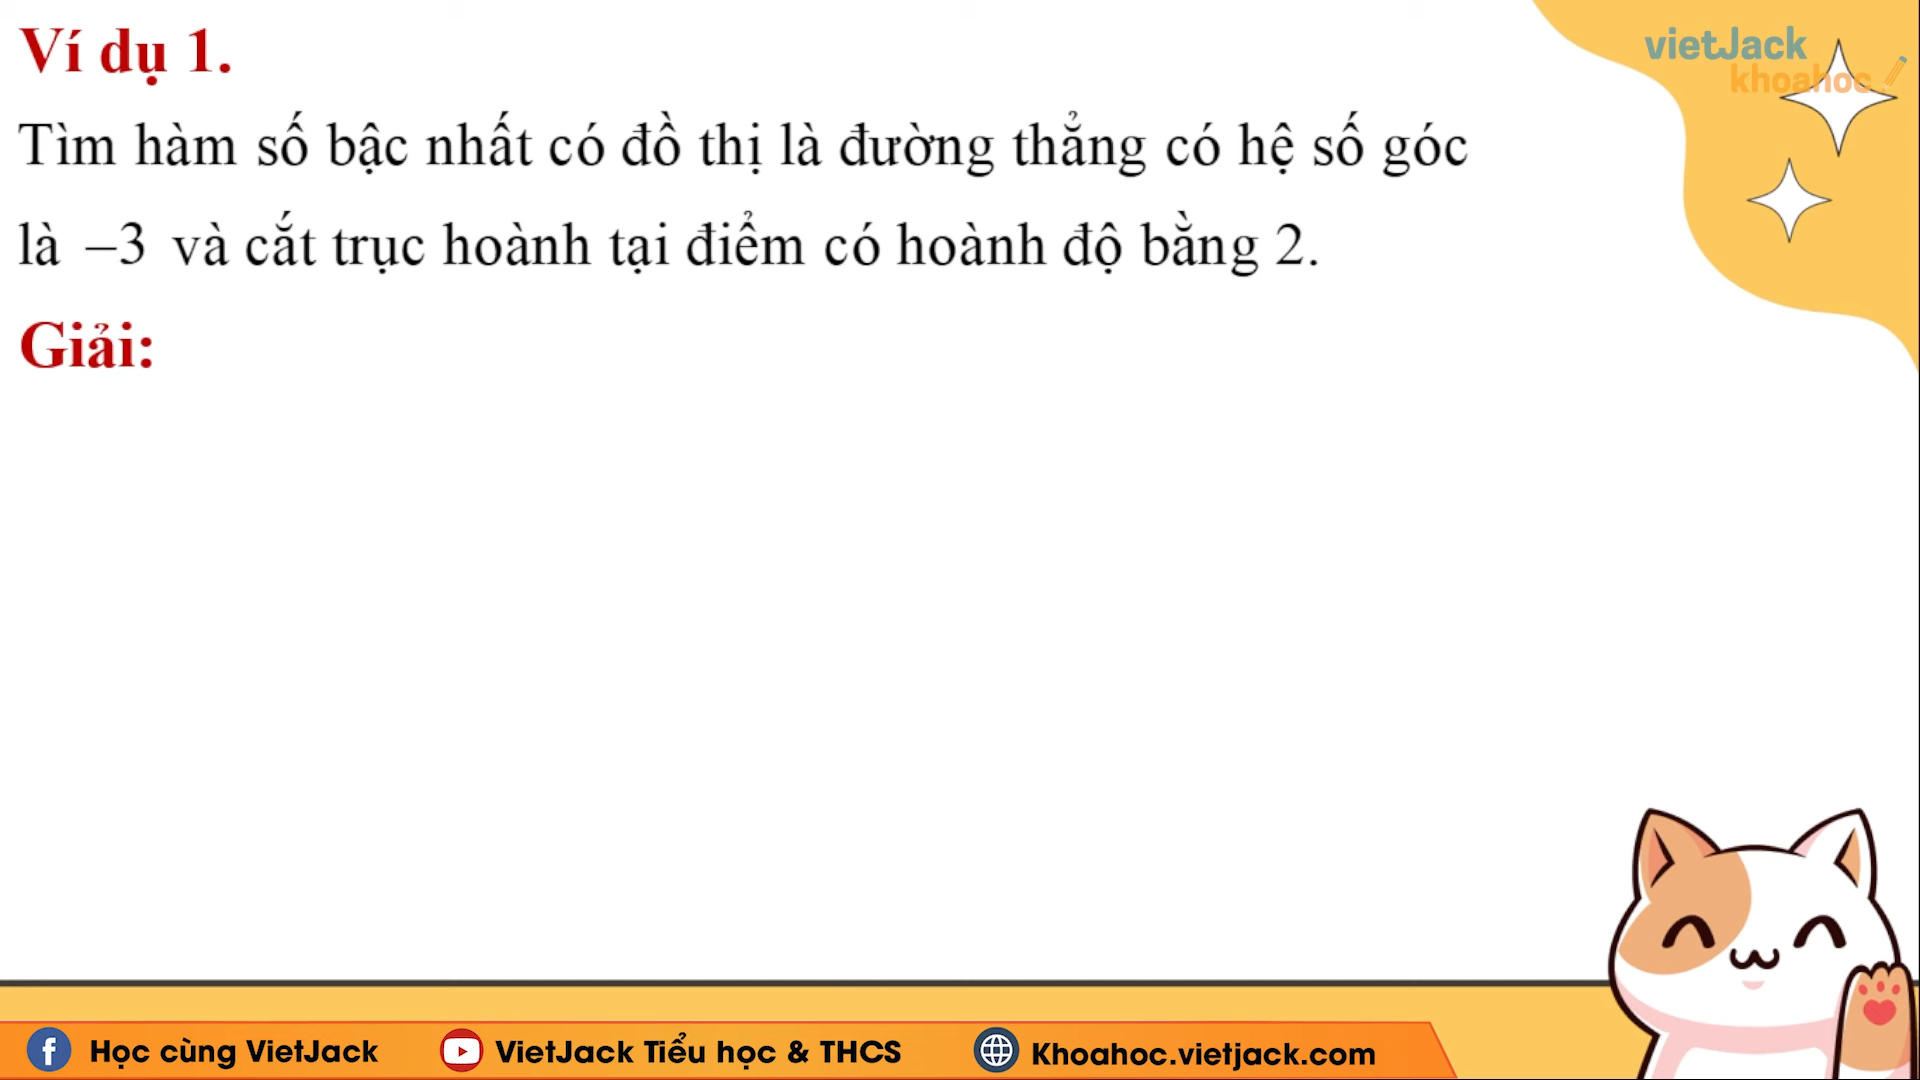 vietJack
khoahoc
Ví dụ 1.
Tìm hàm số bậc nhất có đồ thị là đường thẳng có hệ số góc
là −3 và cắt trục hoành tại điểm có hoành độ bằng 2.
Giải:
Học cùng VietJack
VietJack Tiểu học & THCS
Khoahoc.vietjack.com